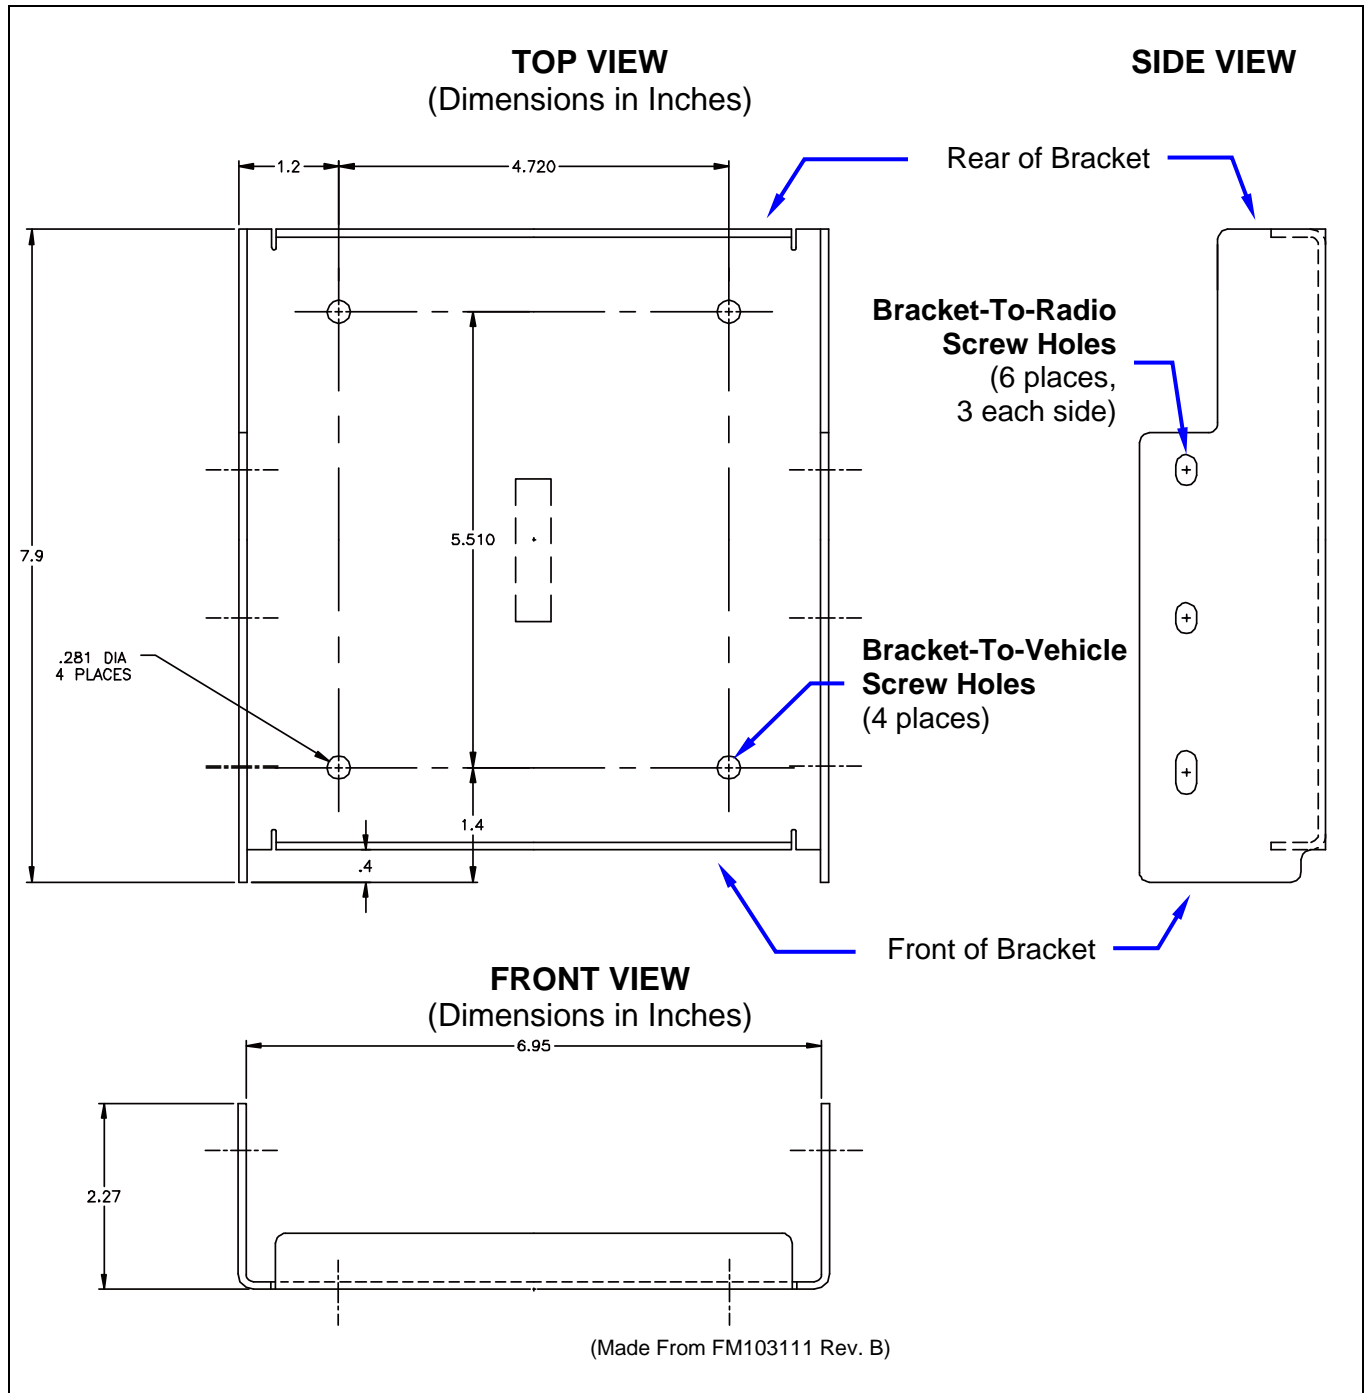 TOP VIEW
(Dimensions in Inches)
SIDE VIEW
1.2
4.720
Rear of Bracket
Bracket-To-Radio
Screw Holes
(6 places,
3 each side)
7.9
5.510
.281 DIA
4 PLACES
Bracket-To-Vehicle
Screw Holes
(4 places)
1.4
.4
Front of Bracket
FRONT VIEW
(Dimensions in Inches)
6.95
2.27
(Made From FM103111 Rev. B)